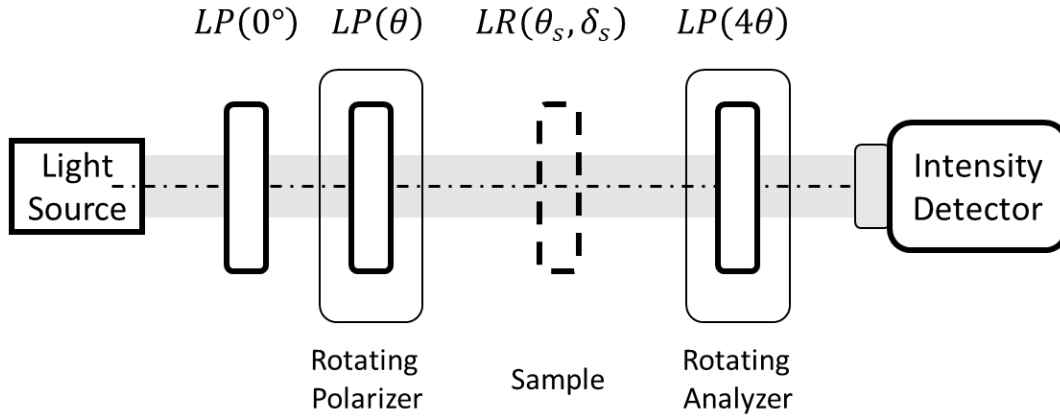 LP(0°) LP(θ) LR(θₛ, δₛ) LP(4θ)
Light
Source
Intensity
Detector
Rotating
Polarizer
Sample
Rotating
Analyzer